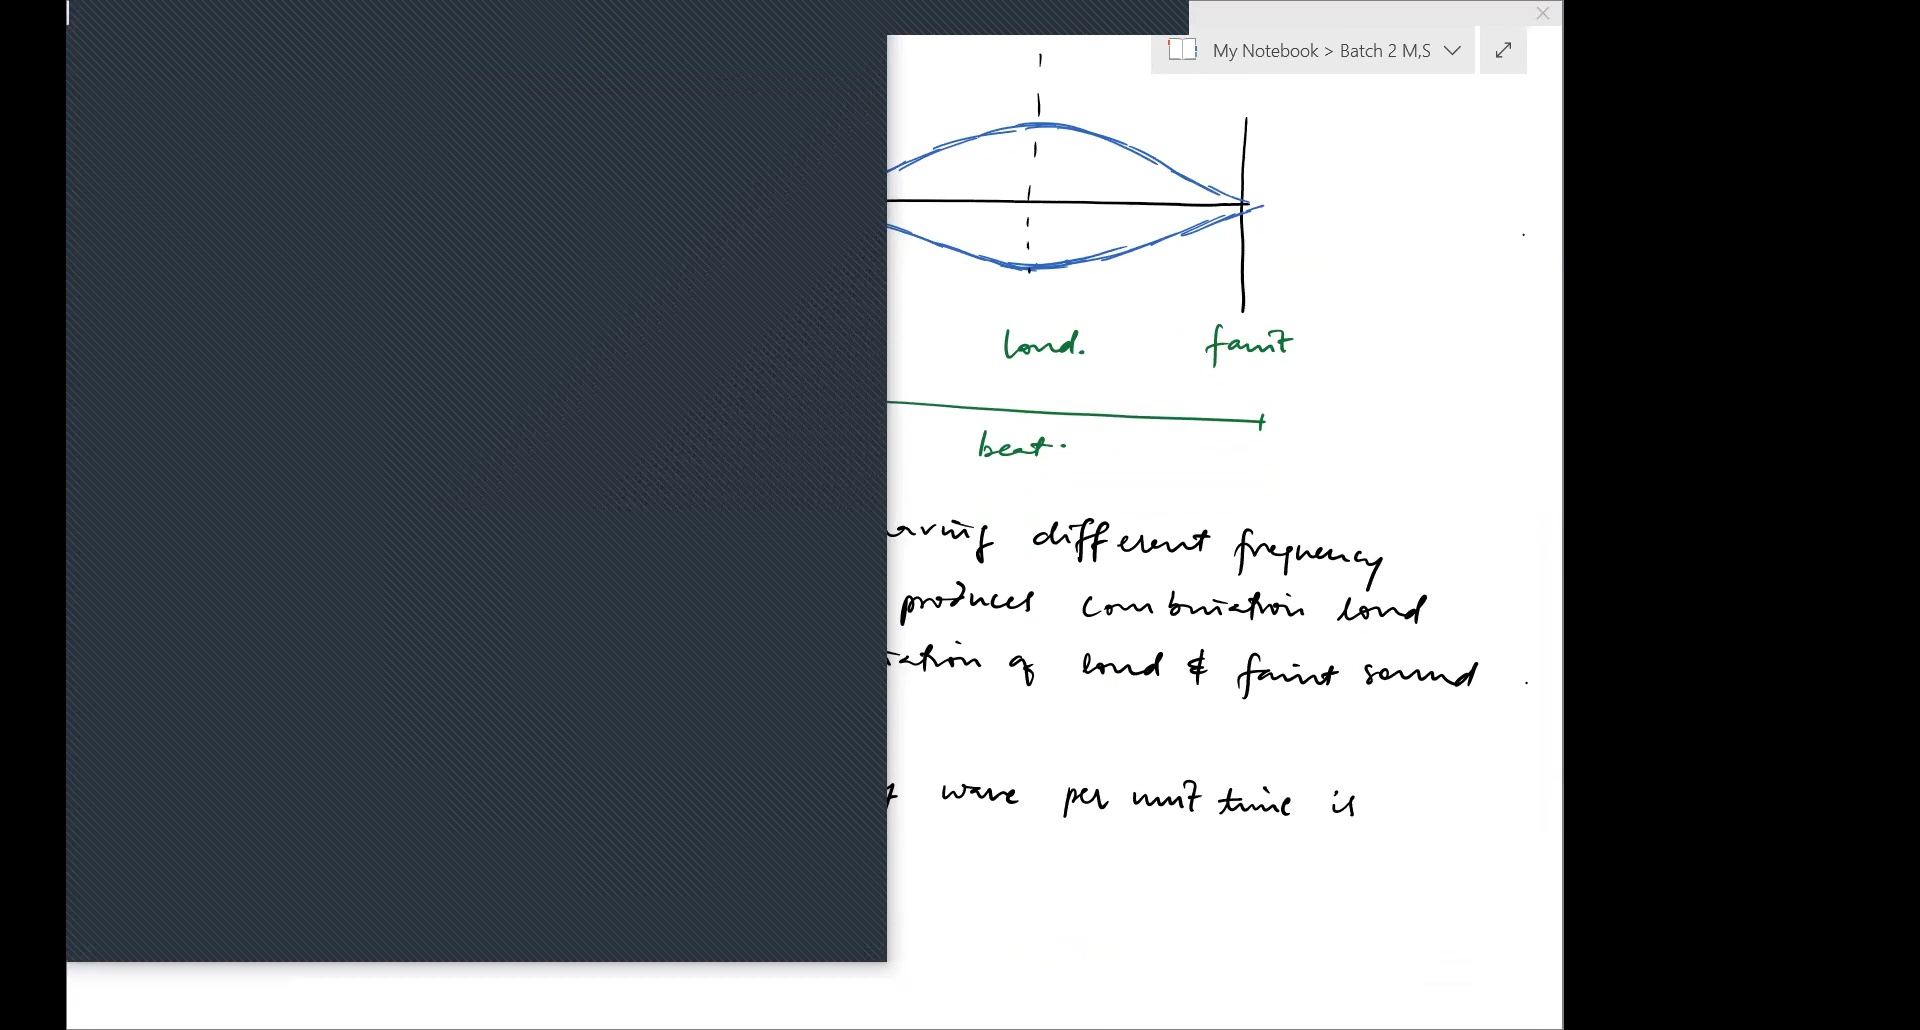 My Notebook > Batch 2 M,S
loud. faint
beat.
different frequency
produces combination loud
of loud & faint sound
wave per unit time is